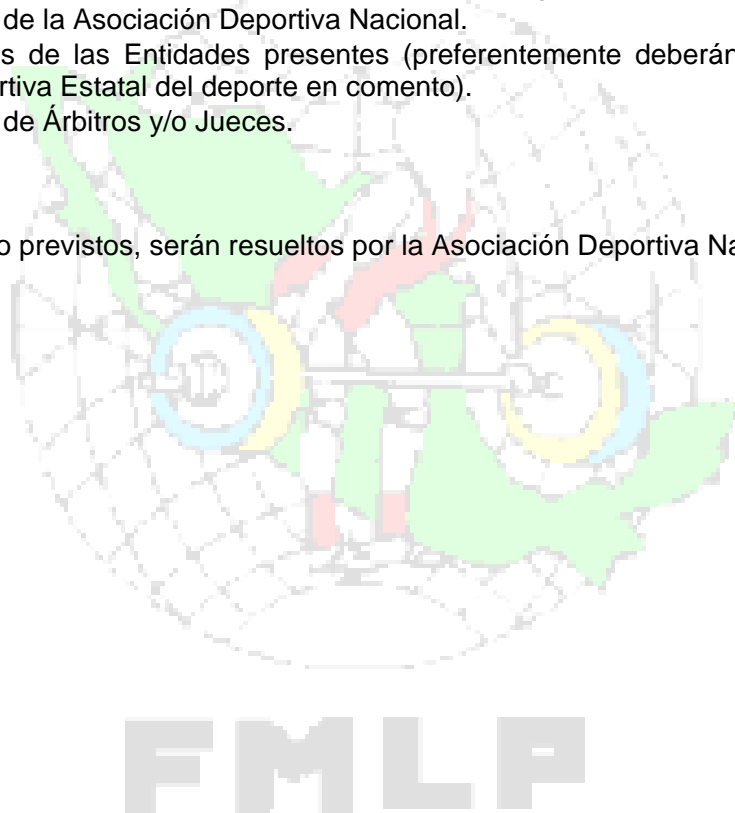 de la Asociación Deportiva Nacional.
s de las Entidades presentes (preferentemente deberán
rtiva Estatal del deporte en comento).
de Árbitros y/o Jueces.
o previstos, serán resueltos por la Asociación Deportiva Na
FMLP